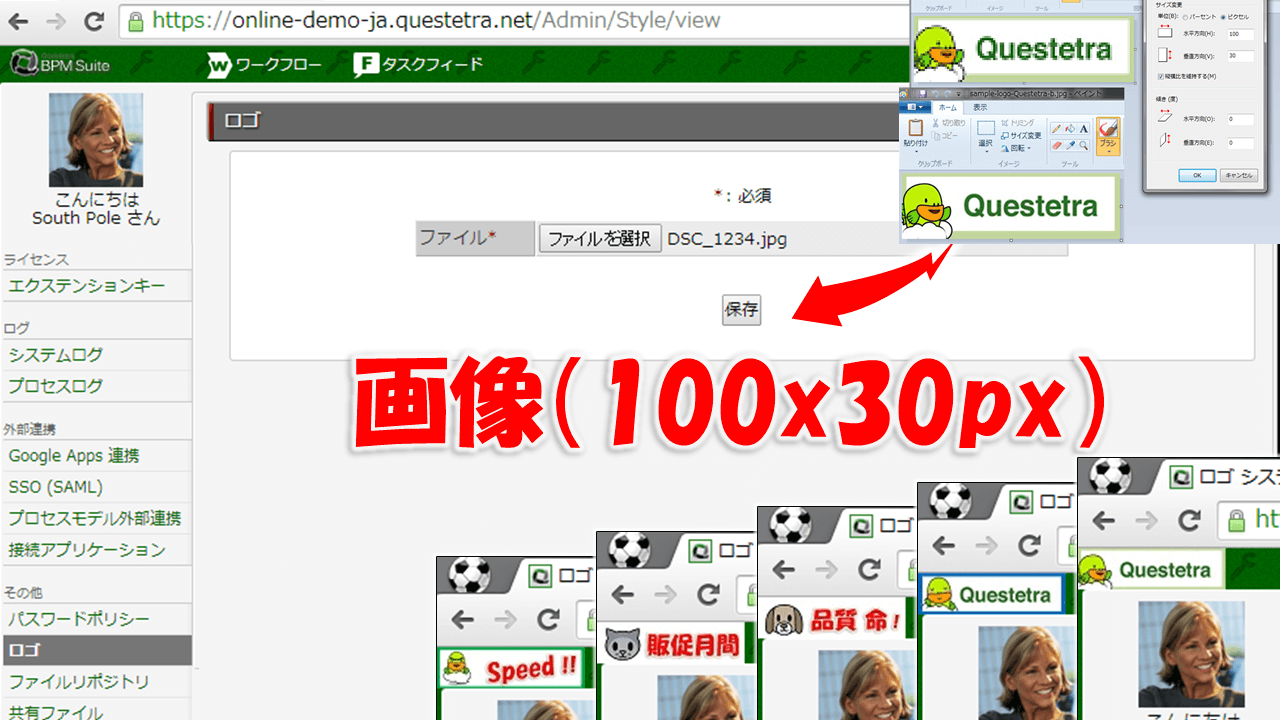 https://online-demo-ja.questetra.net/Admin/Style/view
BPM Suite
ワークフロー
タスクフィード
こんにちは
South Pole さん
ライセンス
エクステンションキー
ログ
システムログ
プロセスログ
外部連携
Google Apps 連携
SSO (SAML)
プロセスモデル外部連携
接続アプリケーション
その他
パスワードポリシー
ロゴ
ファイルリポジトリ
共有ファイル
ロゴ
*: 必須
ファイル*
ファイルを選択 DSC_1234.jpg
保存
クリップボード
イメージ
ツール
Questetra
sample-logo-Questetra-b.jpg - ペイント
ホーム
表示
貼り付け
切り取り
コピー
選択
トリミング
サイズ変更
回転
ブラシ
クリップボード
イメージ
ツール
Questetra
サイズ変更
単位(B):
パーセント
ピクセル
水平方向(H):
100
垂直方向(V):
30
縦横比を維持する(M)
傾き (度)
水平方向(O):
0
垂直方向(E):
0
OK
キャンセル
画像(100x30px)
ロゴ
Speed !!
ロゴ
販促月間
ロゴ
品質 命!
ロゴ
Questetra
ロゴ シス
ht
Questetra
こんにちは